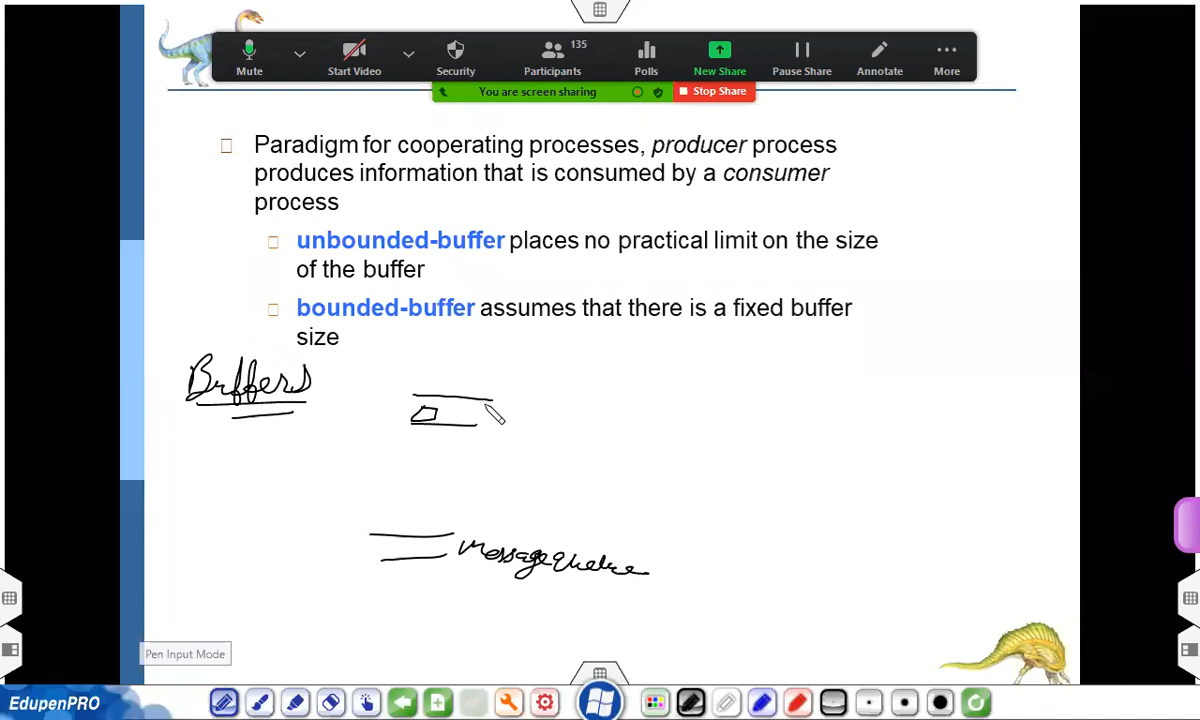 135
Mute
Start Video
Security
Participants
Polls
New Share
Pause Share
Annotate
More
You are screen sharing
Stop Share
Paradigm for cooperating processes, producer process
produces information that is consumed by a consumer
process
unbounded-buffer places no practical limit on the size
of the buffer
bounded-buffer assumes that there is a fixed buffer
size
Buffers
Message
Pen Input Mode
EdupenPRO